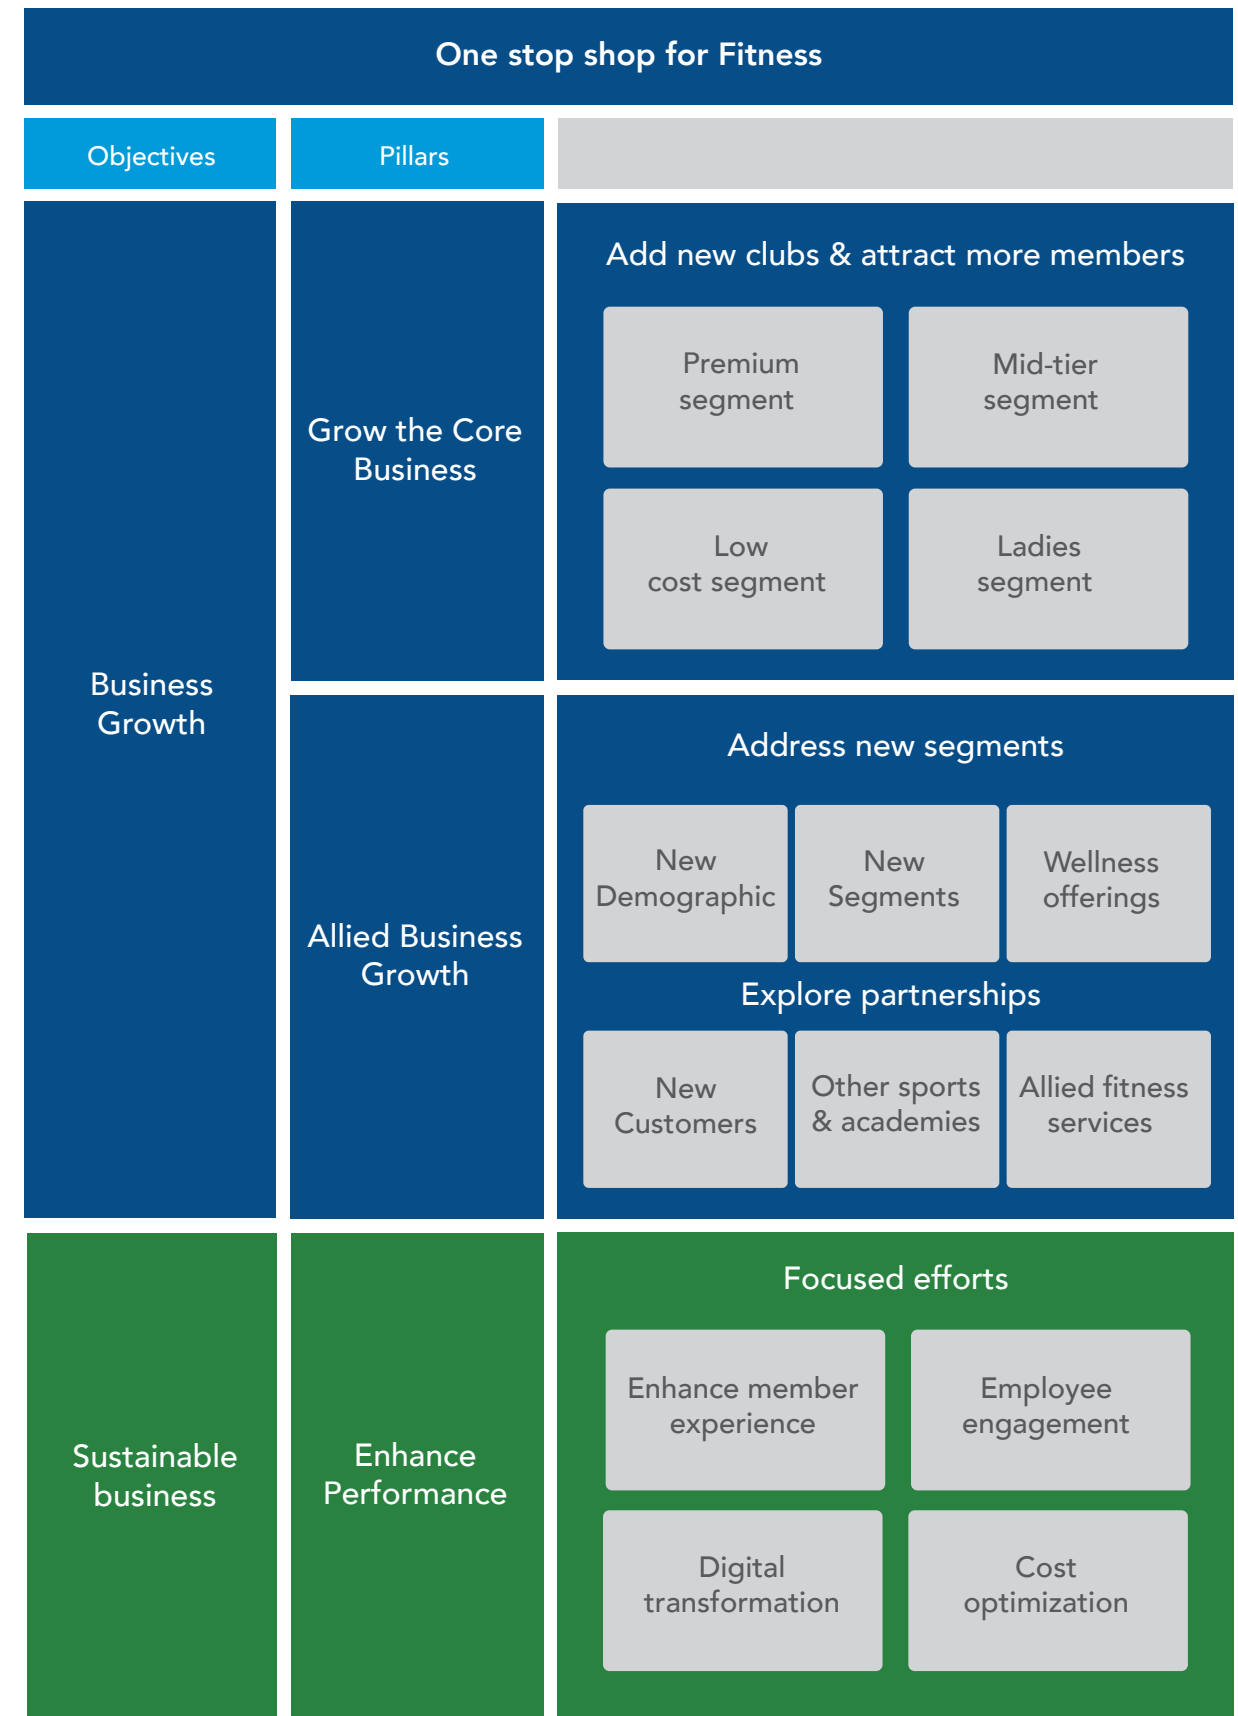 One stop shop for Fitness
Objectives
Pillars
Business
Growth
Grow the Core
Business
Add new clubs & attract more members
Premium
segment
Mid-tier
segment
Low
cost segment
Ladies
segment
Allied Business
Growth
Address new segments
New
Demographic
New
Segments
Wellness
offerings
Explore partnerships
New
Customers
Other sports
& academies
Allied fitness
services
Sustainable
business
Enhance
Performance
Focused efforts
Enhance member
experience
Employee
engagement
Digital
transformation
Cost
optimization